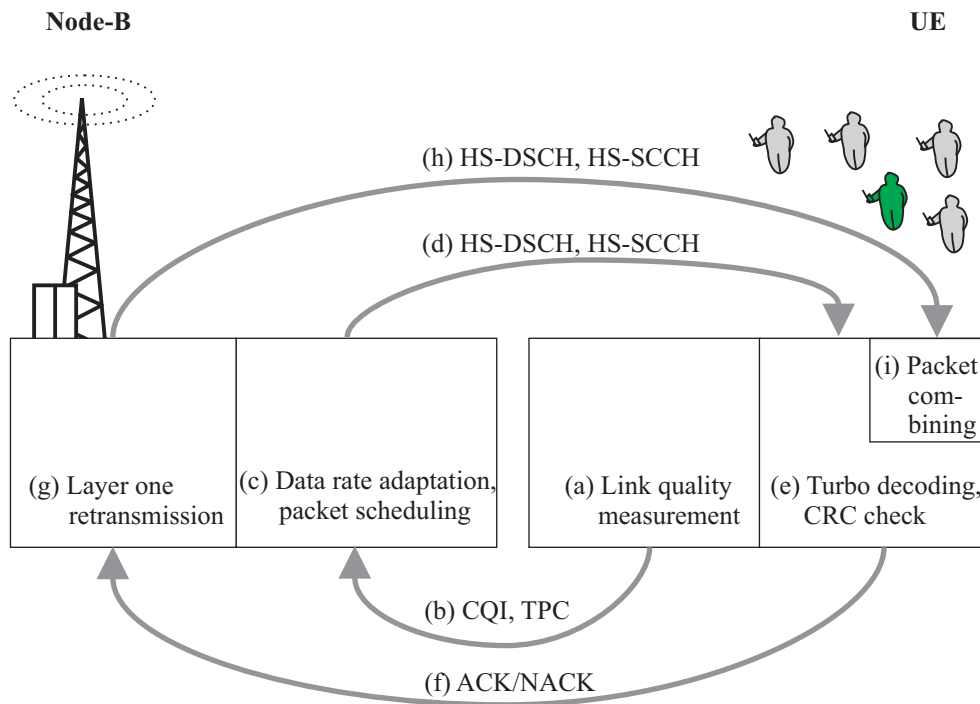 Node-B
UE
(h) HS-DSCH, HS-SCCH
(d) HS-DSCH, HS-SCCH
(i) Packet
com-
bining
(g) Layer one
retransmission
(c) Data rate adaptation,
packet scheduling
(a) Link quality
measurement
(e) Turbo decoding,
CRC check
(b) CQI, TPC
(f) ACK/NACK